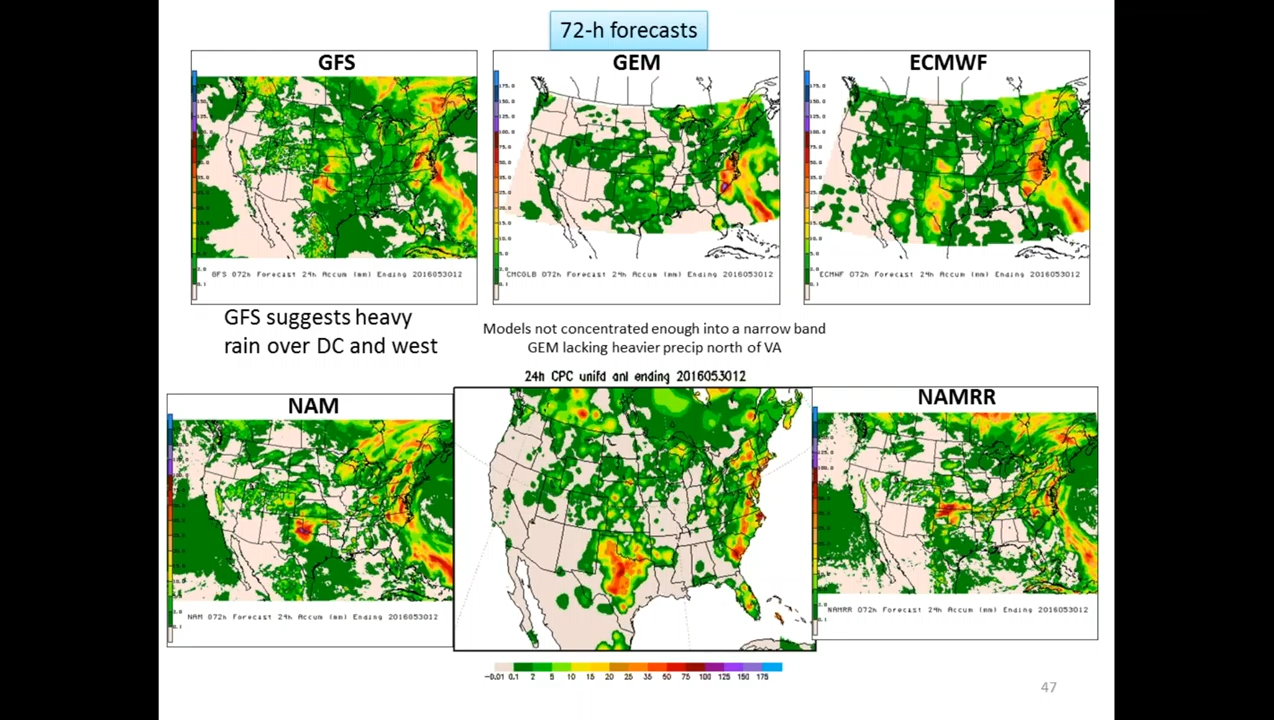 72-h forecasts
GFS
GEM
ECMWF
GFS 072h Forecast 24h Accum (mm) Ending 2016053012
CMCGLB 072h Forecast 24h Accum (mm) Ending 2016053012
ECMWF 072h Forecast 24h Accum (mm) Ending 2016053012
GFS suggests heavy
rain over DC and west
Models not concentrated enough into a narrow band
GEM lacking heavier precip north of VA
24h CPC unifd anl ending 2016053012
NAM
NAMRR
NAM 072h Forecast 24h Accum (mm) Ending 2016053012
NAMRR 072h Forecast 24h Accum (mm) Ending 2016053012
-0.01 0.1 2 5 10 15 20 25 35 50 75 100 125 150 175
47